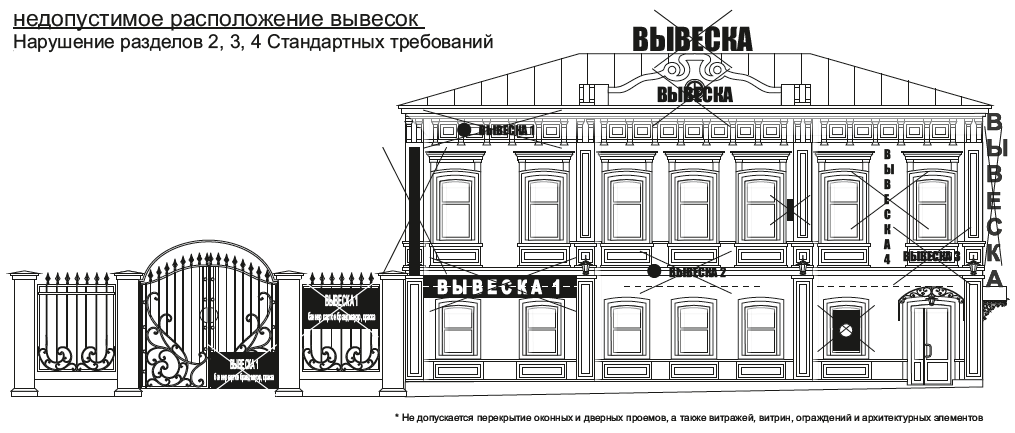 недопустимое расположение вывесок
Нарушение разделов 2, 3, 4 Стандартных требований
ВЫВЕСКА
ВЫВЕСКА
ВЫВЕСКА 1
ВЫВЕСКА
ВЫВЕСКА 4
ВЫВЕСКА 3
ВЫВЕСКА 2
ВЫВЕСКА 1
ВЫВЕСКА 1
ВЫВЕСКА 1
* Не допускается перекрытие оконных и дверных проемов, а также витражей, витрин, ограждений и архитектурных элементов